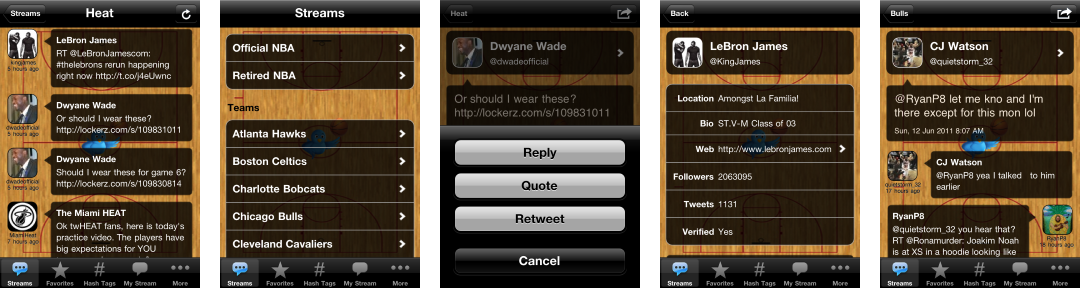 Streams
Heat
LeBron James
RT @LeBronJamescom:
#thelebrons rerun happening
right now http://t.co/j4eUwnc
kingjames
5 hours ago
Dwyane Wade
Or should I wear these?
http://lockerz.com/s/109831011
dwadeofficial
5 hours ago
Dwyane Wade
Should I wear these for game 6?
http://lockerz.com/s/109830814
dwadeofficial
5 hours ago
The Miami HEAT
Ok twHEAT fans, here is today's
practice video. The players have
big expectations for YOU
MiamiHeat
7 hours ago
Streams
Favorites
Hash Tags
My Stream
More
Streams
Official NBA
Retired NBA
Teams
Atlanta Hawks
Boston Celtics
Charlotte Bobcats
Chicago Bulls
Cleveland Cavaliers
Streams
Favorites
Hash Tags
My Stream
More
Heat
Dwyane Wade
@dwadeofficial
Or should I wear these?
http://lockerz.com/s/109831011
Reply
Quote
Retweet
Cancel
Back
LeBron James
@KingJames
Location Amongst La Familia!
Bio ST.V-M Class of 03
Web http://www.lebronjames.com
Followers 2063095
Tweets 1131
Verified Yes
Streams
Favorites
Hash Tags
My Stream
More
Bulls
CJ Watson
@quietstorm_32
@RyanP8 let me kno and I'm
there except for this mon lol
Sun, 12 Jun 2011 8:07 AM
CJ Watson
@RyanP8 yea I talked to him
earlier
quietstorm_32
17 hours ago
RyanP8
@quietstorm_32 you hear that?
RT @Ronamurder: Joakim Noah
is at XS in a hoodie looking like
RyanP8
18 hours ago
Streams
Favorites
Hash Tags
My Stream
More